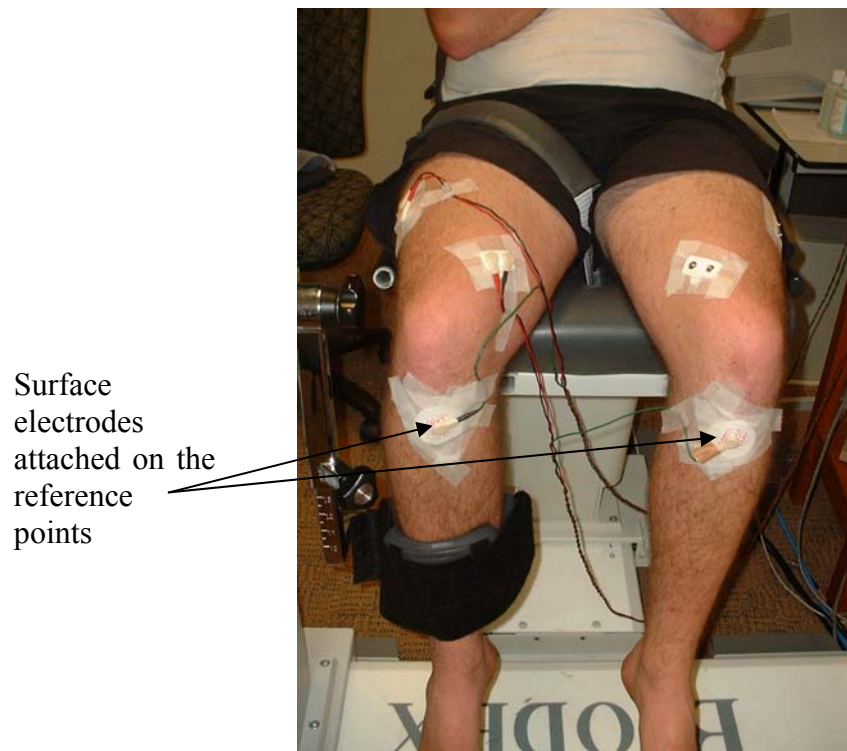 Surface
electrodes
attached on the
reference
points
BIODEX